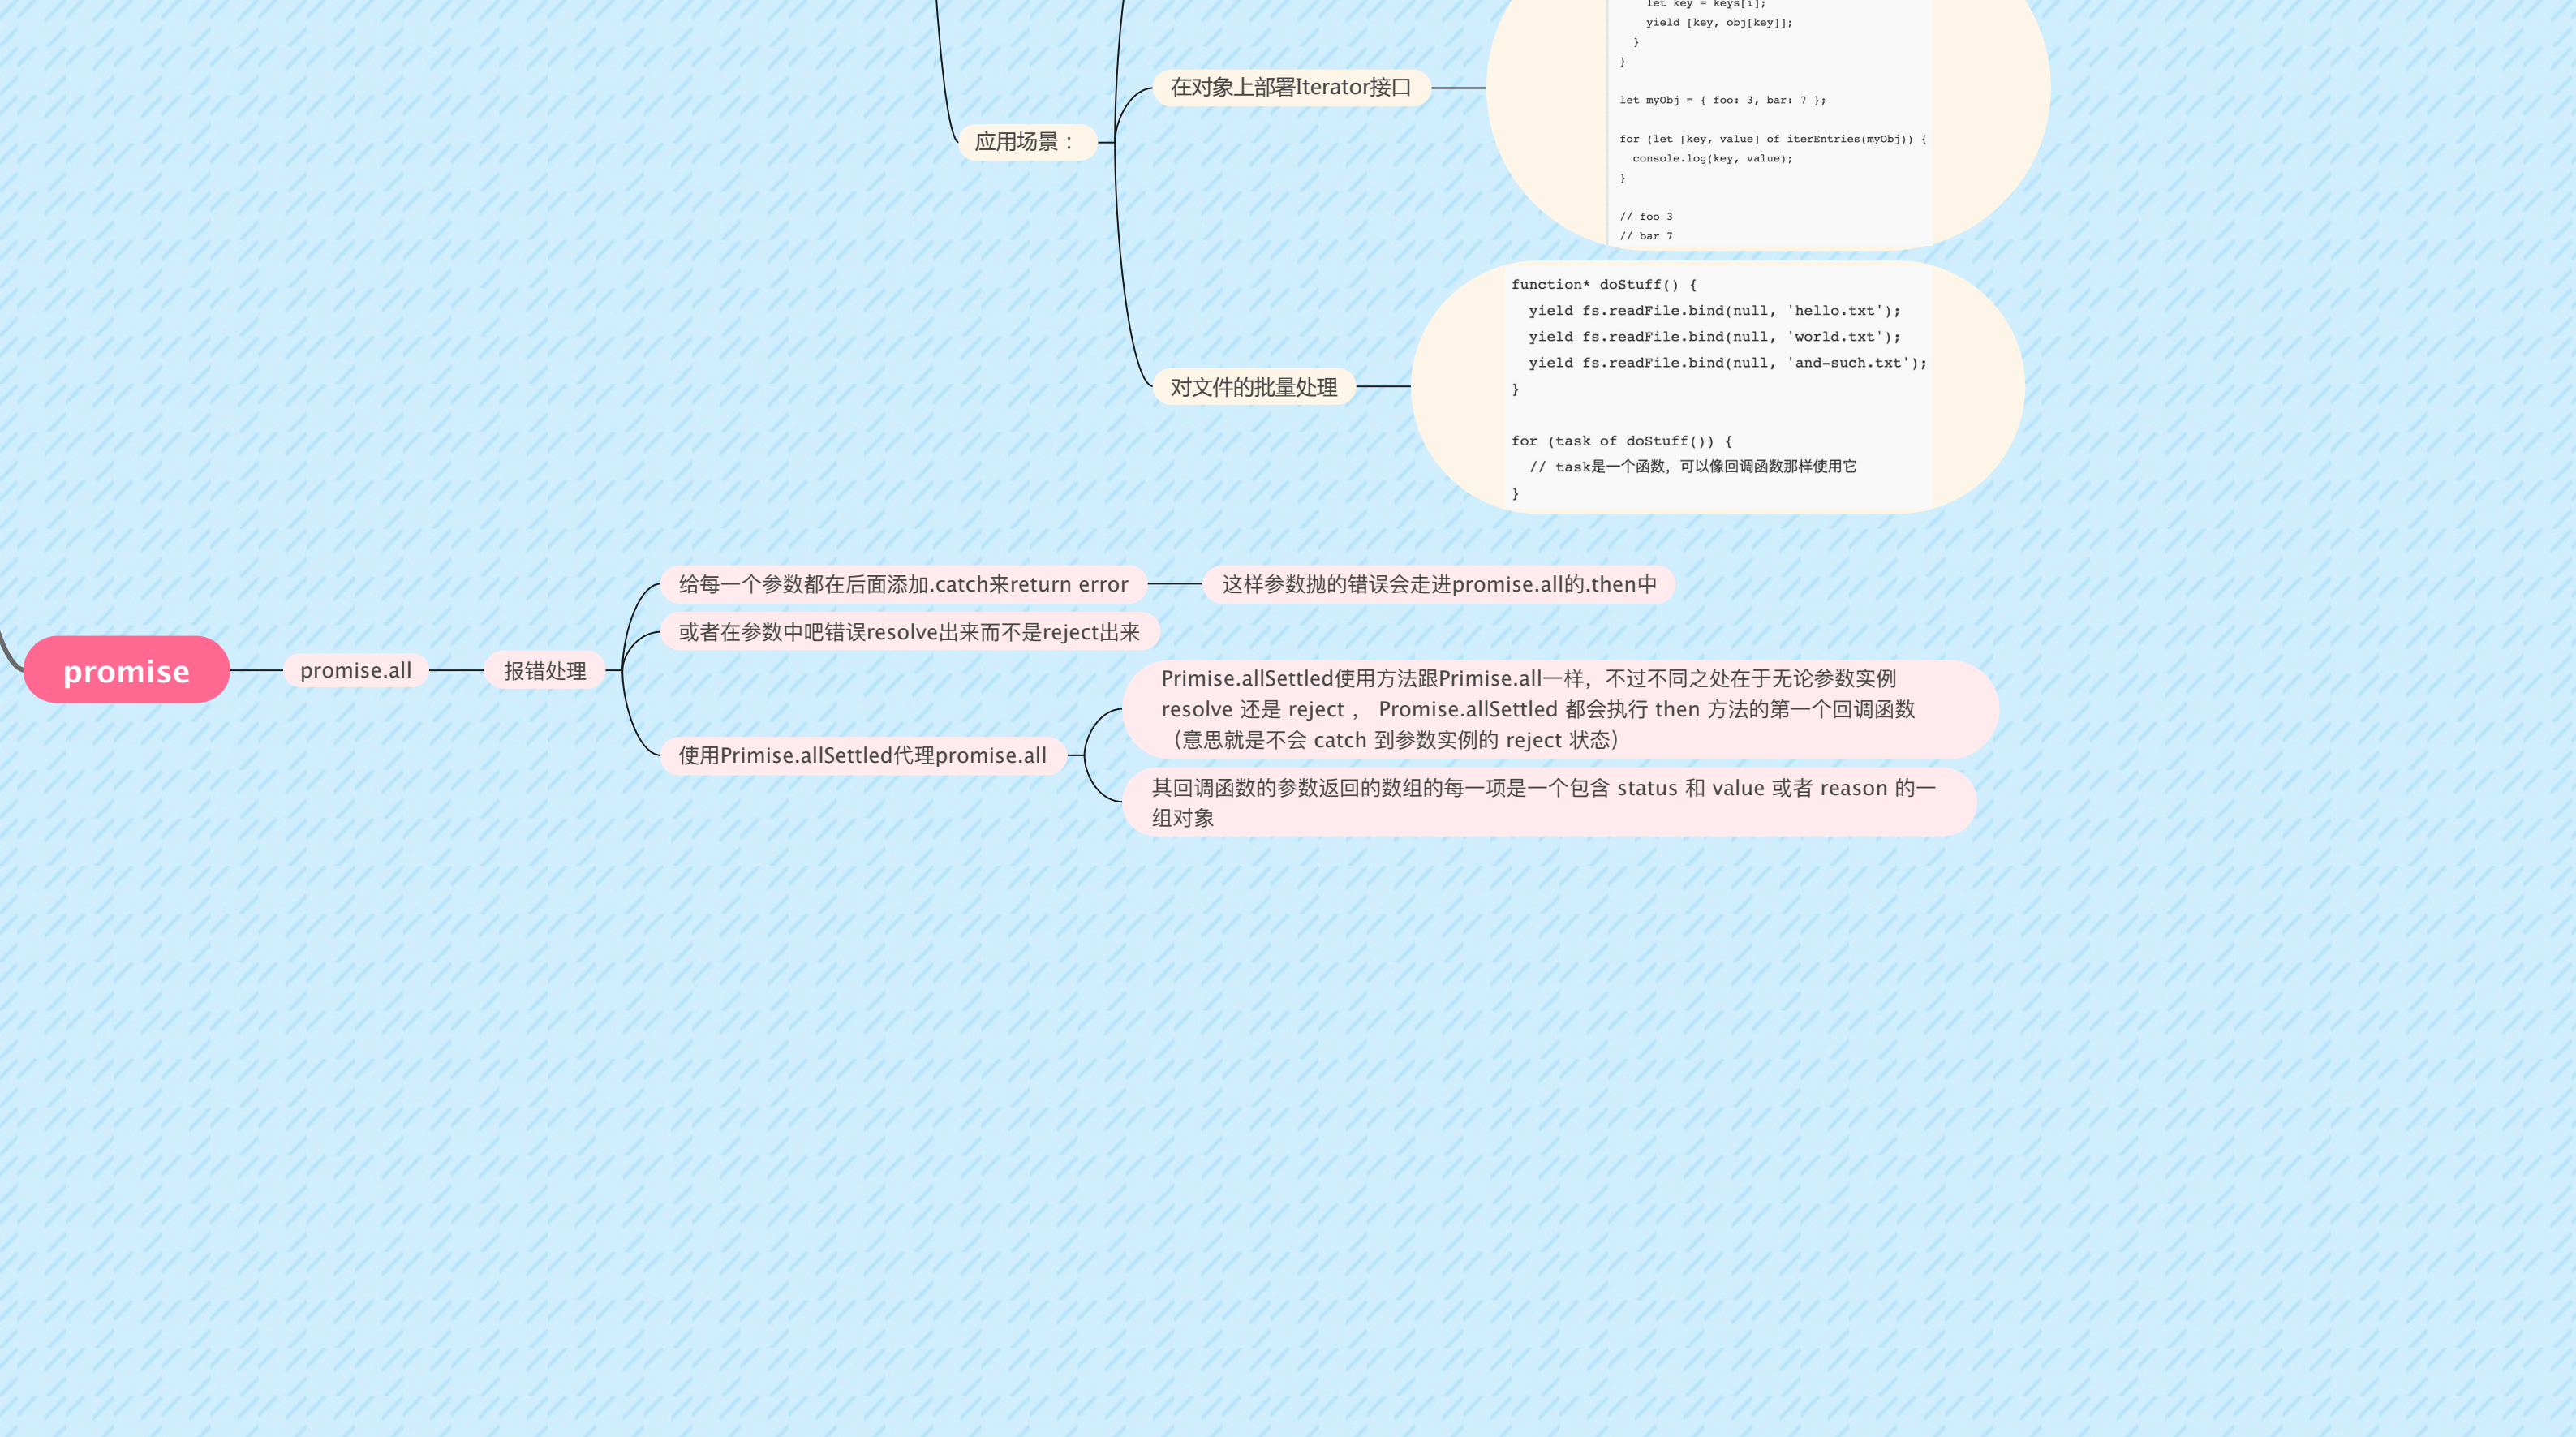 let key = keys[i];
yield [key, obj[key]];
}
}
在对象上部署Iterator接口
let myObj = { foo: 3, bar: 7 };
for (let [key, value] of iterEntries(myObj)) {
console.log(key, value);
}
// foo 3
// bar 7
应用场景：
function* doStuff() {
yield fs.readFile.bind(null, 'hello.txt');
yield fs.readFile.bind(null, 'world.txt');
yield fs.readFile.bind(null, 'and-such.txt');
}
for (task of doStuff()) {
// task是一个函数，可以像回调函数那样使用它
}
对文件的批量处理
promise
promise.all
报错处理
给每一个参数都在后面添加.catch来return error
这样参数抛的错误会走进promise.all的.then中
或者在参数中吧错误resolve出来而不是reject出来
使用Primise.allSettled代理promise.all
Primise.allSettled使用方法跟Primise.all一样，不过不同之处在于无论参数实例
resolve 还是 reject ， Promise.allSettled 都会执行 then 方法的第一个回调函数
（意思就是不会 catch 到参数实例的 reject 状态）
其回调函数的参数返回的数组的每一项是一个包含 status 和 value 或者 reason 的一
组对象